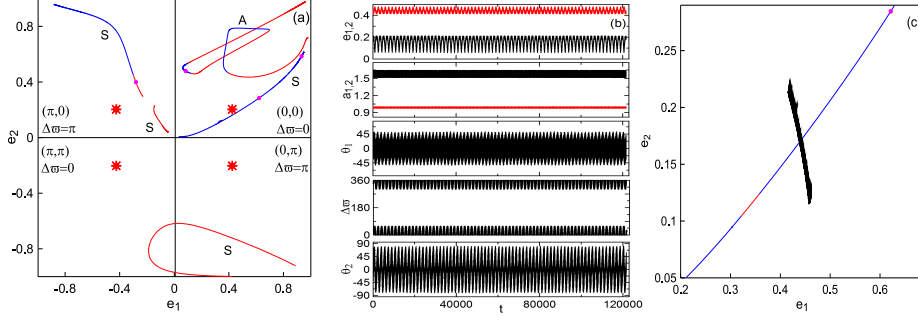 (a)
A
S
0.8
0.4
e2
(π,0)
Δϖ=π
(0,0)
Δϖ=0
S
S
0
(π,π)
Δϖ=0
(0,π)
Δϖ=π
-0.4
-0.8
S
-0.8 -0.4 0 0.4 0.8
e1
(b)
e1,2
0.4
0.2
0
a1,2
1.5
1.2
0.9
θ1
45
0
-45
Δϖ
360
180
0
θ2
90
45
0
-45
-90
0 40000 80000 120000
t
(c)
e2
0.25
0.2
0.15
0.1
0.05
0.2 0.3 0.4 0.5 0.6
e1